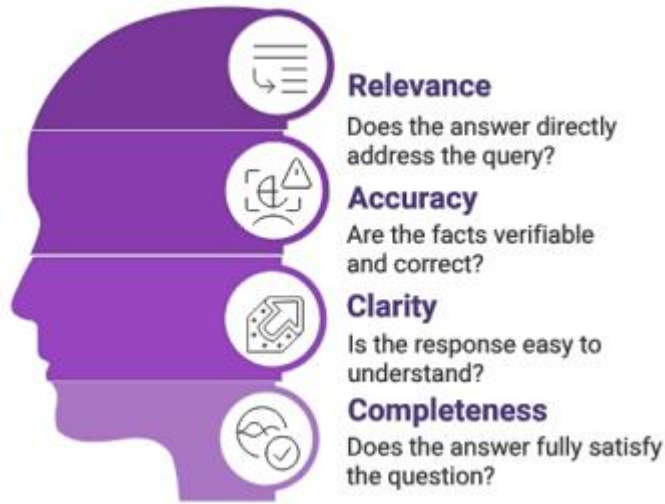 Relevance
Does the answer directly
address the query?
Accuracy
Are the facts verifiable
and correct?
Clarity
Is the response easy to
understand?
Completeness
Does the answer fully satisfy
the question?